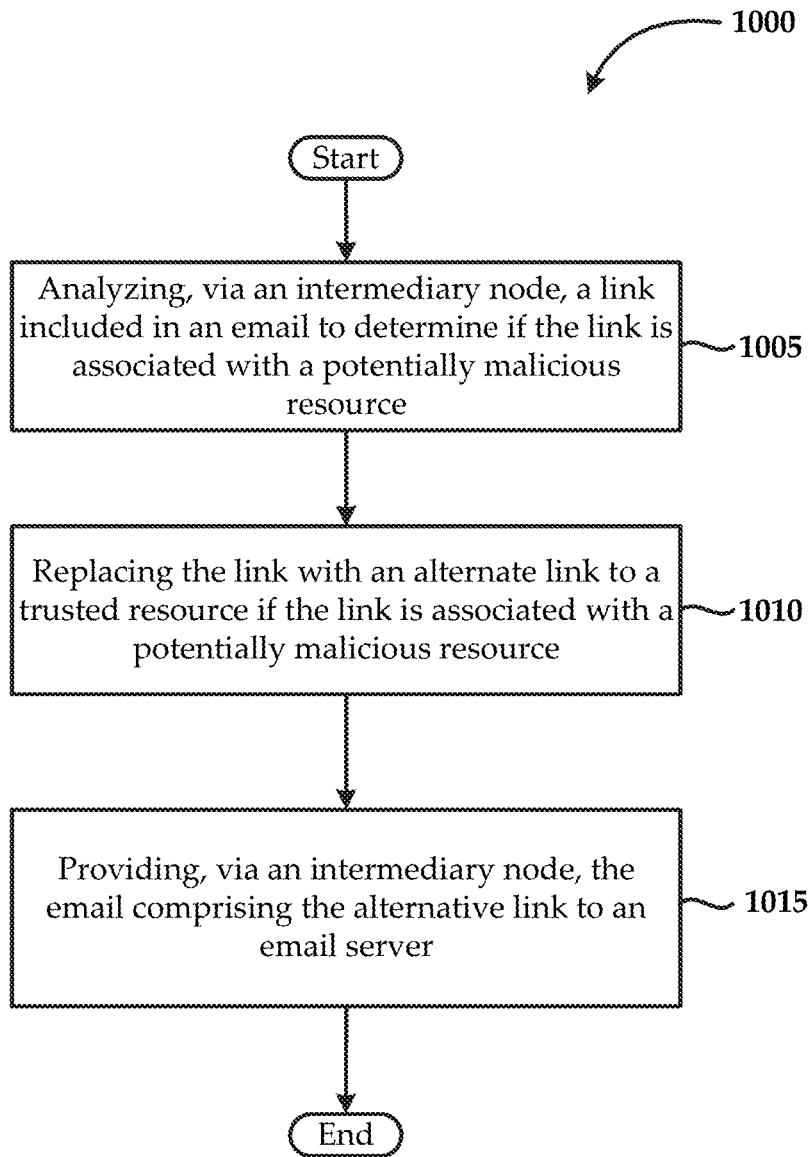 1000
Start
Analyzing, via an intermediary node, a link
included in an email to determine if the link is
associated with a potentially malicious
resource
1005
Replacing the link with an alternate link to a
trusted resource if the link is associated with a
potentially malicious resource
1010
Providing, via an intermediary node, the
email comprising the alternative link to an
email server
1015
End